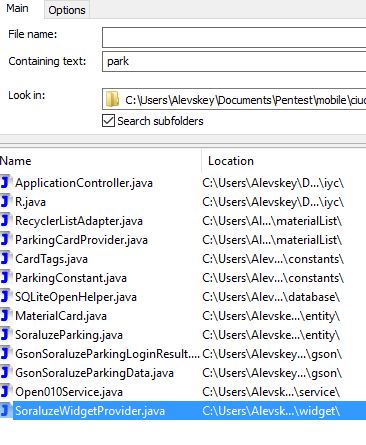 Main Options
File name:
Containing text: park
Look in: C:\Users\Alevskey\Documents\Pentest\mobile\ciuc
Search subfolders
Name Location
ApplicationController.java C:\Users\Alevskey\D...\iyc\
R.java C:\Users\Alevskey\D...\iyc\
RecyclerListAdapter.java C:\Users\Al...\materialList\
ParkingCardProvider.java C:\Users\Al...\materialList\
CardTags.java C:\Users\Alevskey\...\constants\
ParkingConstant.java C:\Users\Alevskey\...\constants\
SQLiteOpenHelper.java C:\Users\Alevskey\...\database\
MaterialCard.java C:\Users\Alevske...\entity\
SoraluzeParking.java C:\Users\Alevske...\entity\
GsonSoraluzeParkingLoginResult.... C:\Users\Alevskey\...\gson\
GsonSoraluzeParkingData.java C:\Users\Alevskey\...\gson\
Open010Service.java C:\Users\Alevsk...\service\
SoraluzeWidgetProvider.java C:\Users\Alevsk...\widget\